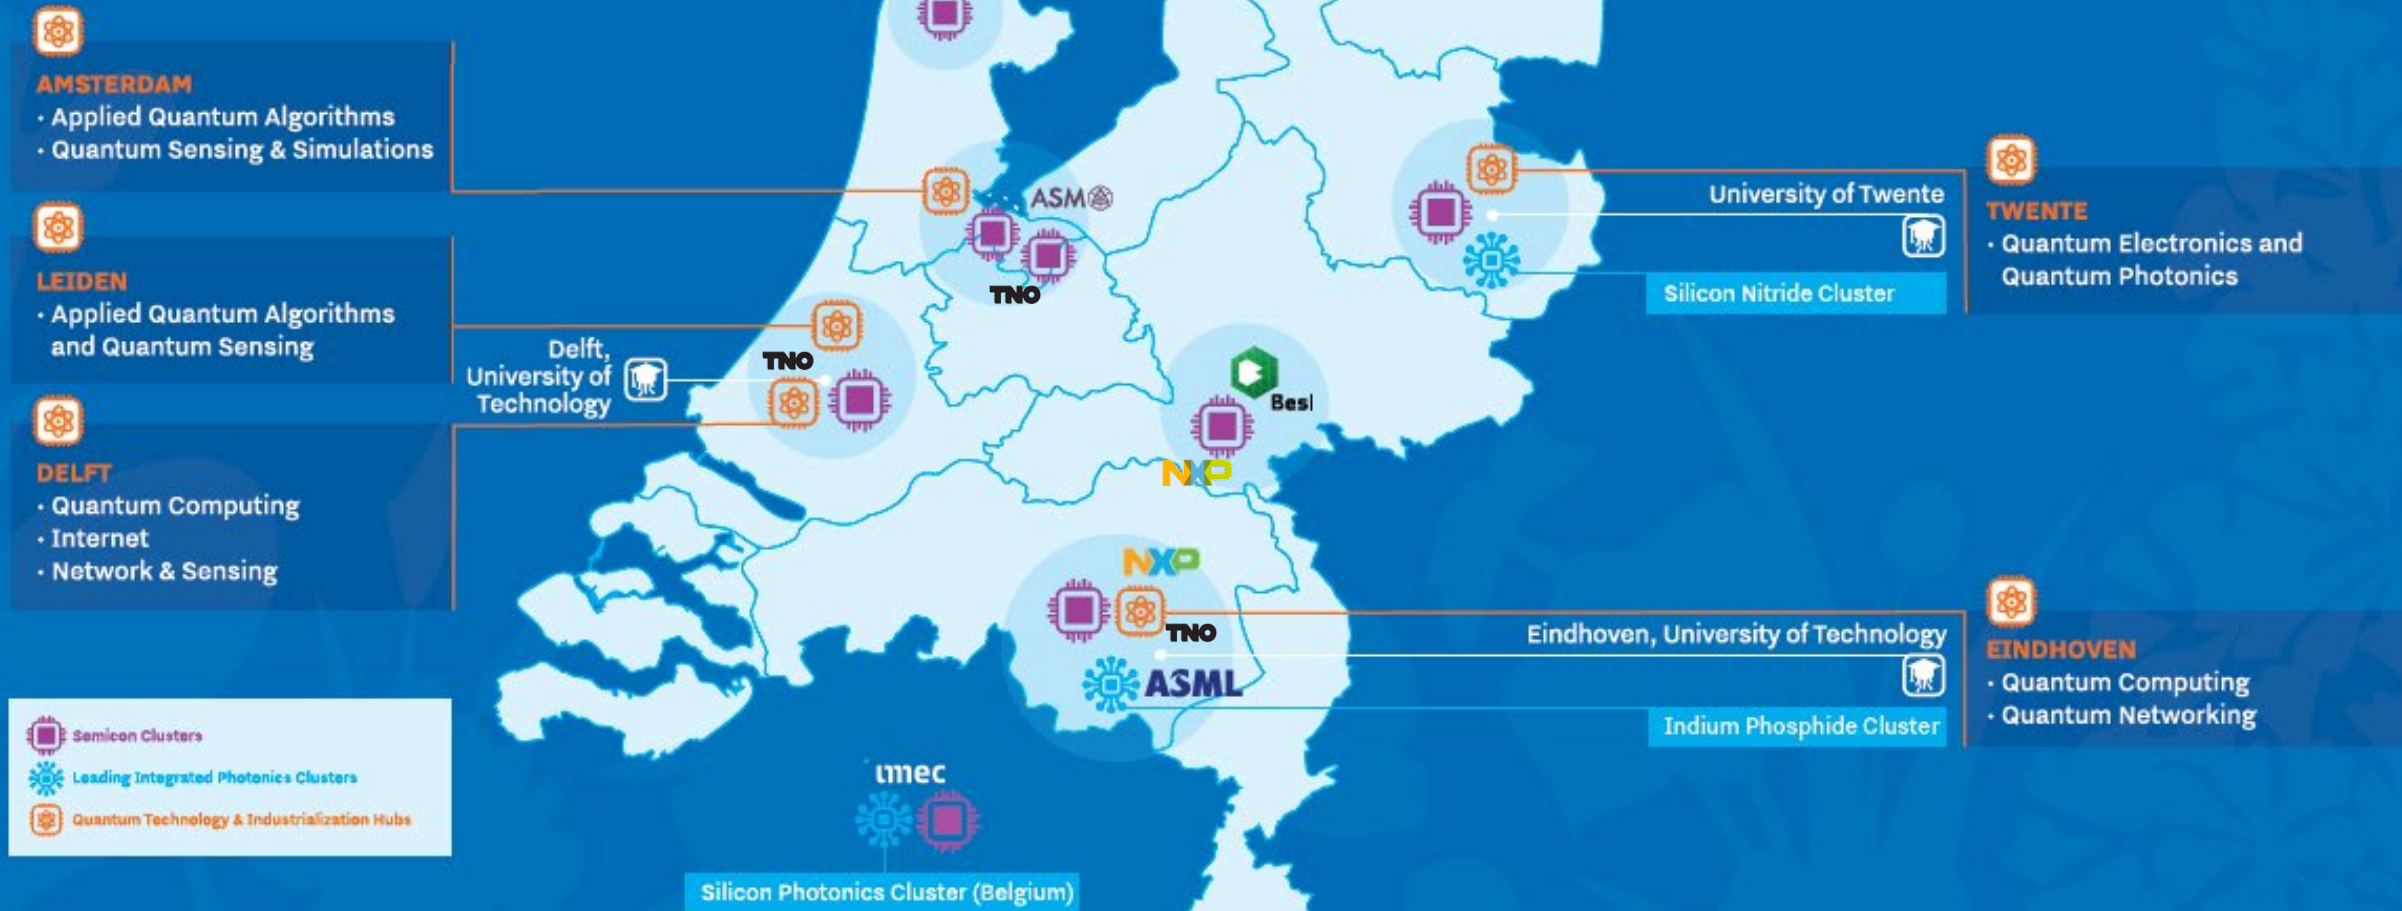 AMSTERDAM
· Applied Quantum Algorithms
· Quantum Sensing & Simulations
LEIDEN
· Applied Quantum Algorithms
and Quantum Sensing
DELFT
· Quantum Computing
· Internet
· Network & Sensing
Delft,
University of
Technology
TNO
ASM
TNO
Besi
NXP
NXP
TNO
ASML
University of Twente
Silicon Nitride Cluster
TWENTE
· Quantum Electronics and
Quantum Photonics
Eindhoven, University of Technology
Indium Phosphide Cluster
EINDHOVEN
· Quantum Computing
· Quantum Networking
Semicon Clusters
Leading Integrated Photonics Clusters
Quantum Technology & Industrialization Hubs
imec
Silicon Photonics Cluster (Belgium)